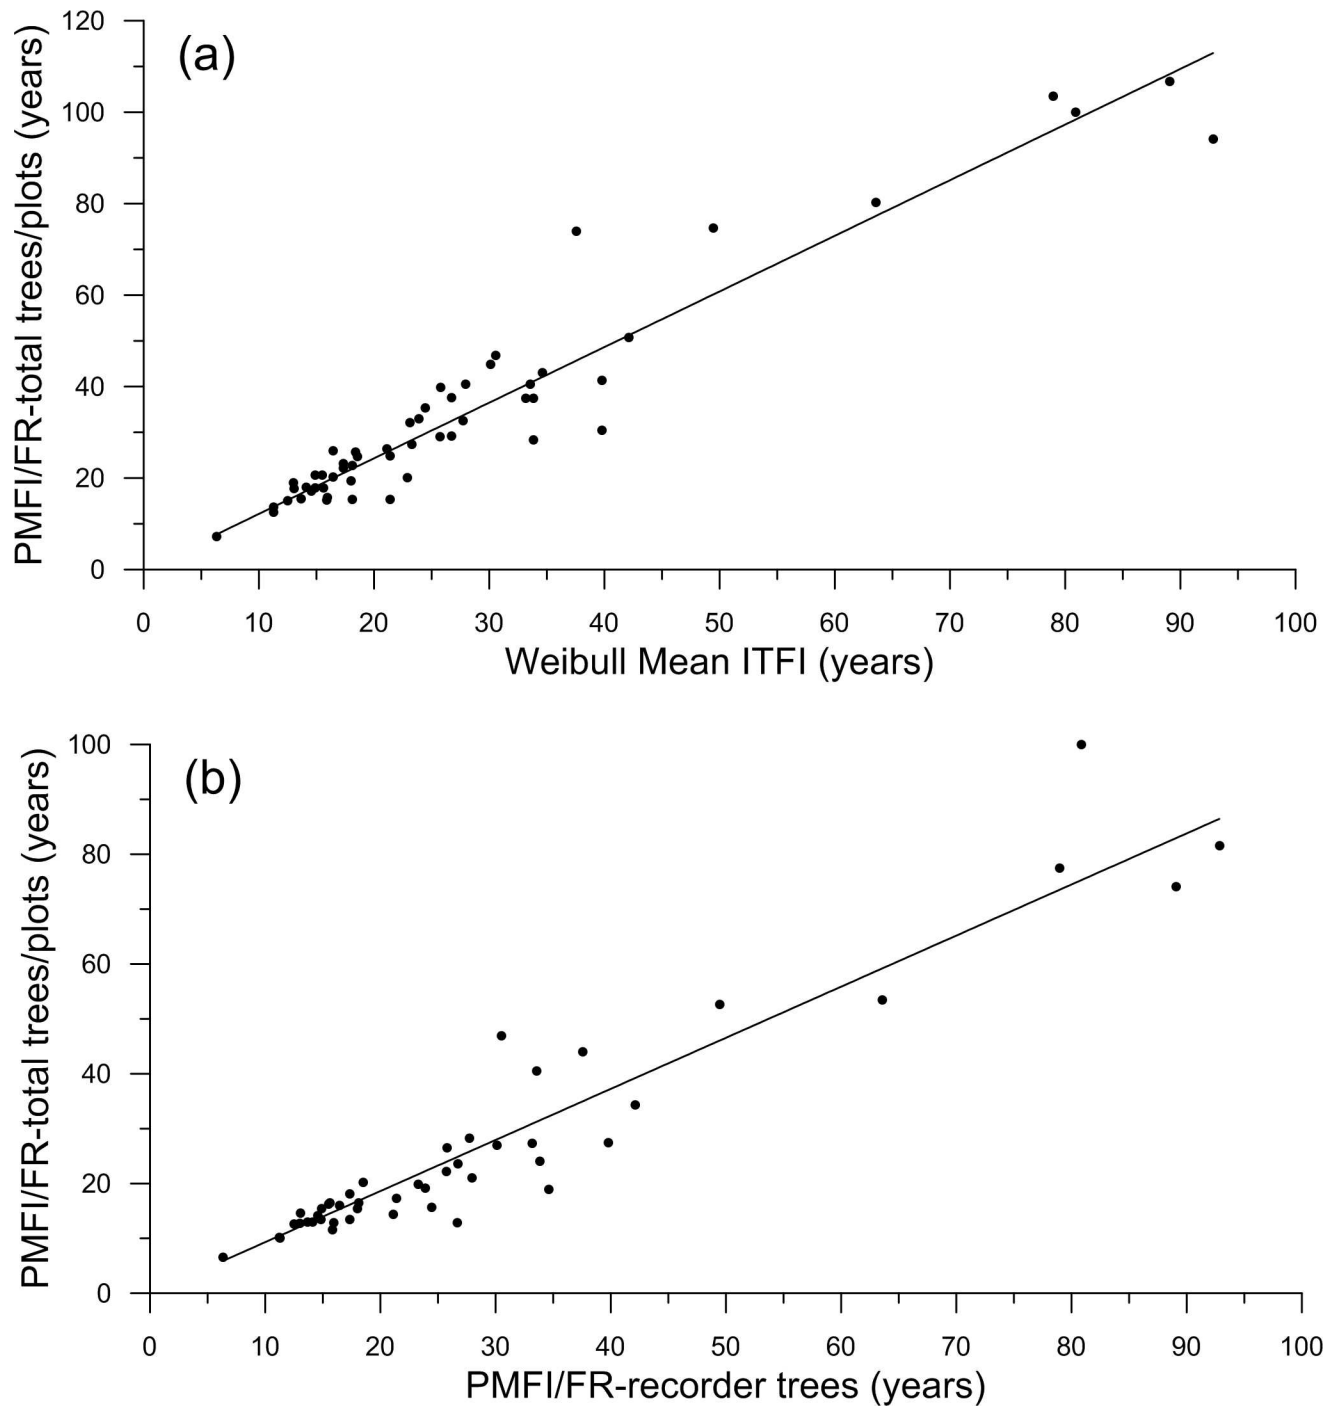 (a)
PMFI/FR-total trees/plots (years)
120
100
80
60
40
20
0
0 10 20 30 40 50 60 70 80 90 100
Weibull Mean ITFI (years)
(b)
PMFI/FR-total trees/plots (years)
100
80
60
40
20
0
0 10 20 30 40 50 60 70 80 90 100
PMFI/FR-recorder trees (years)